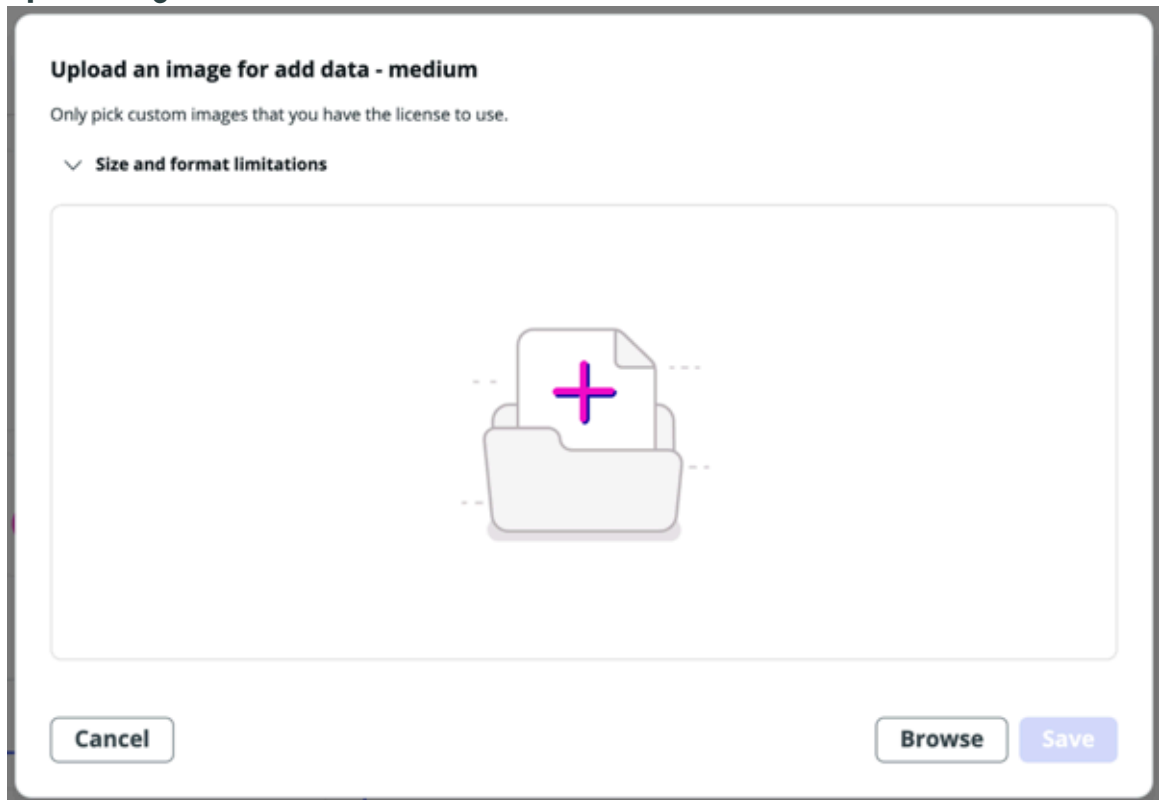 Upload an image for add data - medium
Only pick custom images that you have the license to use.
Size and format limitations
Cancel
Browse
Save